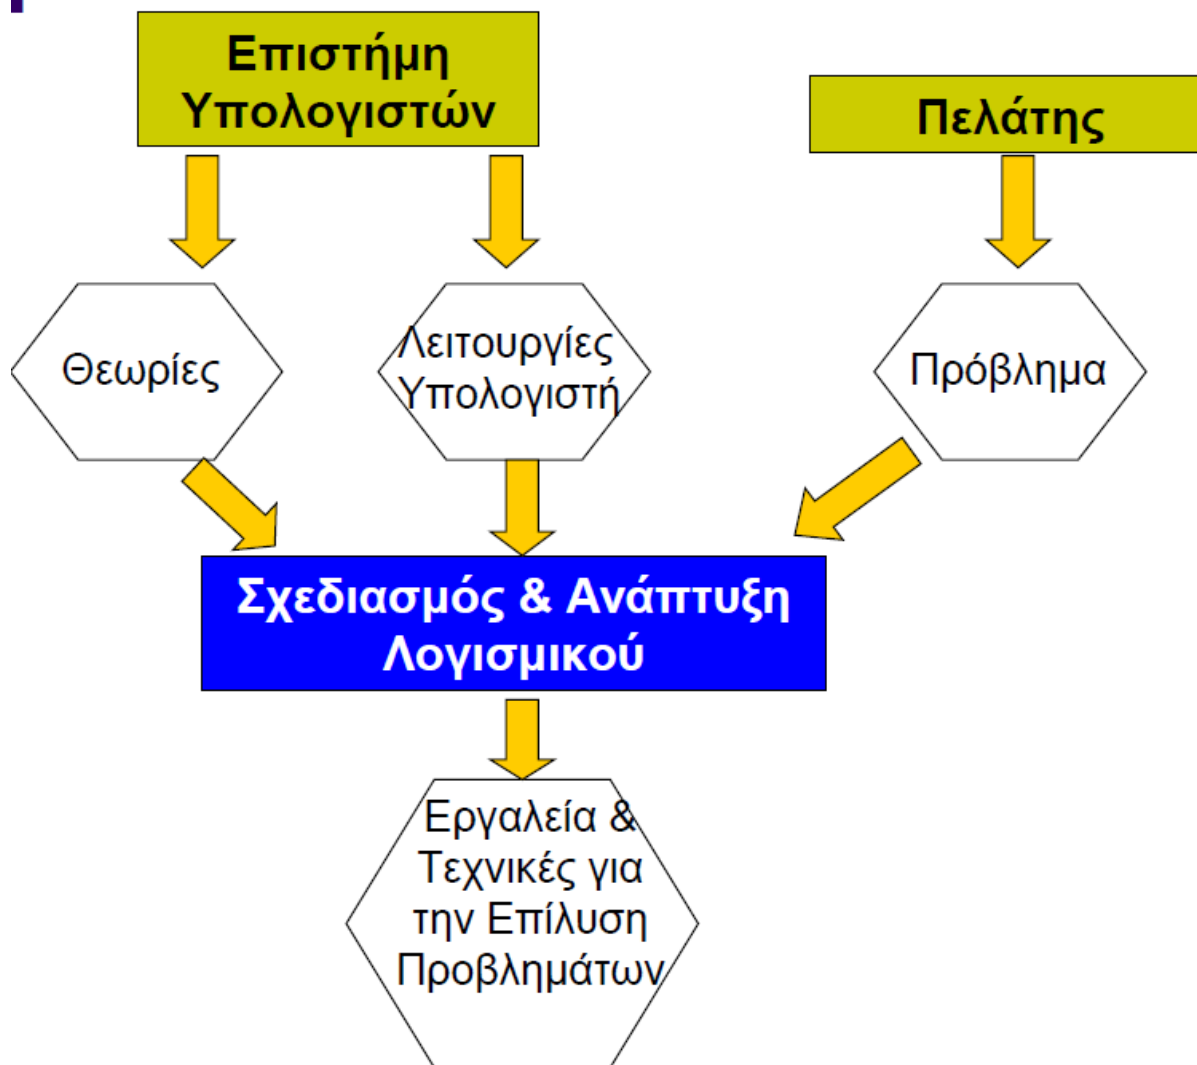 Επιστήμη
Υπολογιστών
Πελάτης
Θεωρίες
Λειτουργίες
Υπολογιστή
Πρόβλημα
Σχεδιασμός & Ανάπτυξη
Λογισμικού
Εργαλεία &
Τεχνικές για
την Επίλυση
Προβλημάτων